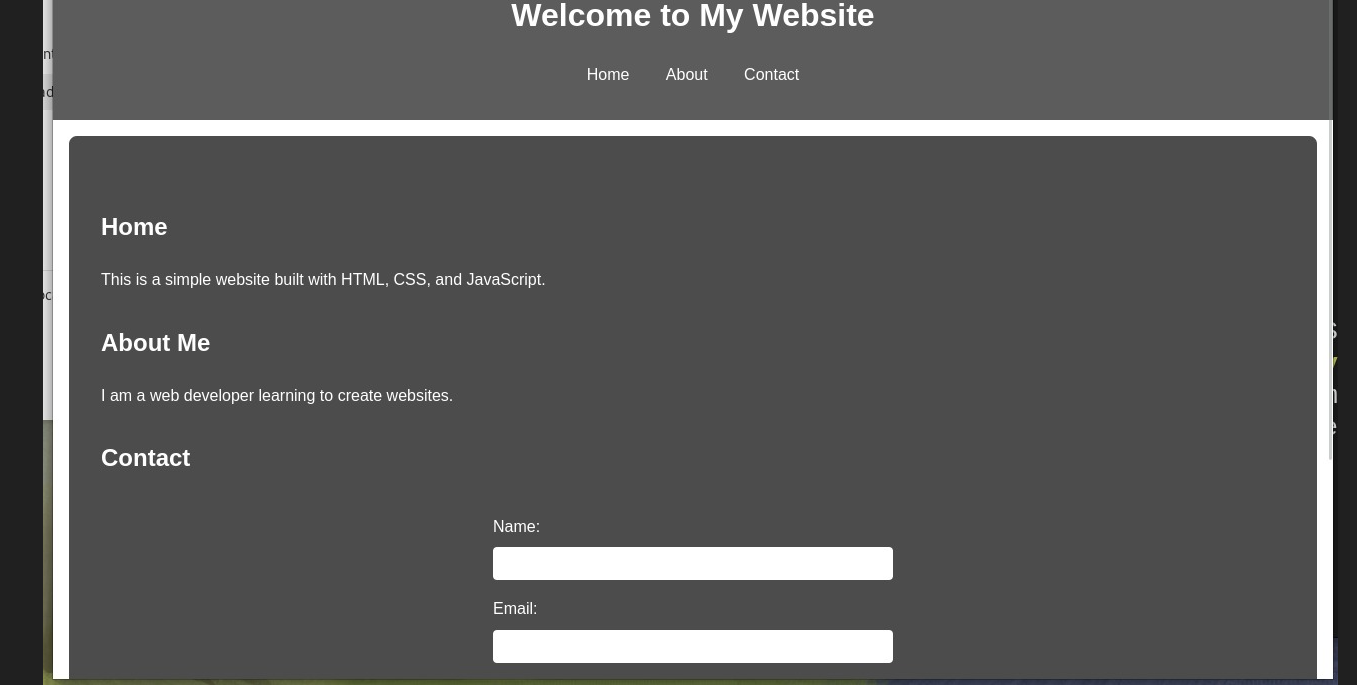 Welcome to My Website
Home About Contact
Home
This is a simple website built with HTML, CSS, and JavaScript.
About Me
I am a web developer learning to create websites.
Contact
Name:
Email: